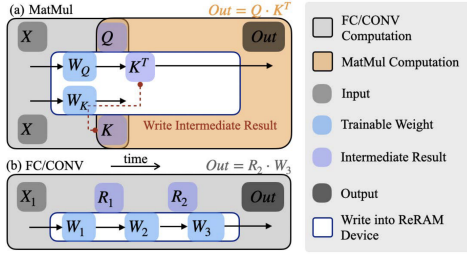 (a) MatMul
Out = Q · K^T
X
Q
Out
W_Q
K^T
W_K
X
K
Write Intermediate Result
(b) FC/CONV
time
Out = R_2 · W_3
X_1
R_1
R_2
Out
W_1
W_2
W_3
FC/CONV
Computation
MatMul Computation
Input
Trainable Weight
Intermediate Result
Output
Write into ReRAM
Device